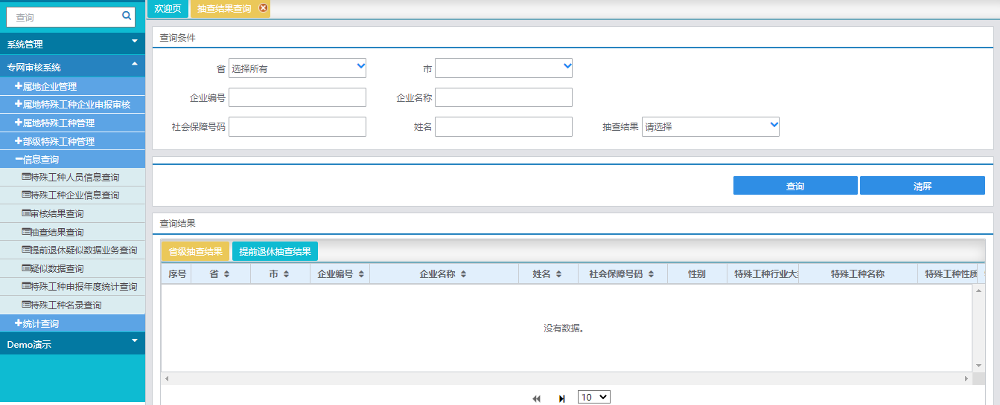 查询
欢迎页 抽查结果查询
系统管理
专网审核系统
属地企业管理
属地特殊工种企业申报审核
属地特殊工种管理
部级特殊工种管理
信息查询
特殊工种人员信息查询
特殊工种企业信息查询
审核结果查询
抽查结果查询
提前退休疑似数据业务查询
疑似数据查询
特殊工种申报年度统计查询
特殊工种名录查询
统计查询
Demo演示
查询条件
省 选择所有 市
企业编号 企业名称
社会保障号码 姓名 抽查结果 请选择
查询 清屏
查询结果
省级抽查结果 提前退休抽查结果
序号 省 市 企业编号 企业名称 姓名 社会保障号码 性别 特殊工种行业大 特殊工种名称 特殊工种性质
没有数据。
10